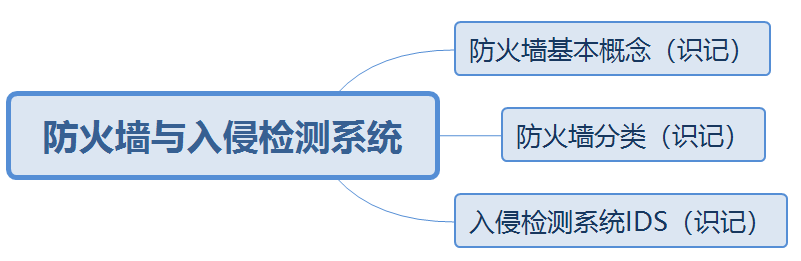 防火墙基本概念（识记）
防火墙与入侵检测系统
防火墙分类（识记）
入侵检测系统IDS（识记）